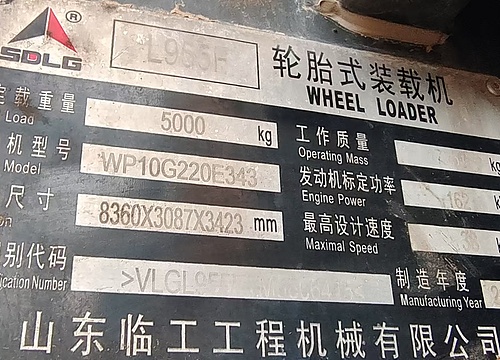 ®
SDLG
L955F
轮胎式装载机
WHEEL LOADER
定载重量
Load
5000
kg
工作质量
Operating Mass
机型号
Model
WP10G220E343
发动机标定功率
Engine Power
162
尺寸
8360X3087X3423 mm
最高设计速度
Maximal Speed
38
别代码
ication Number
>VLGL95
制造年度
Manufacturing Year
山东临工工程机械有限公司